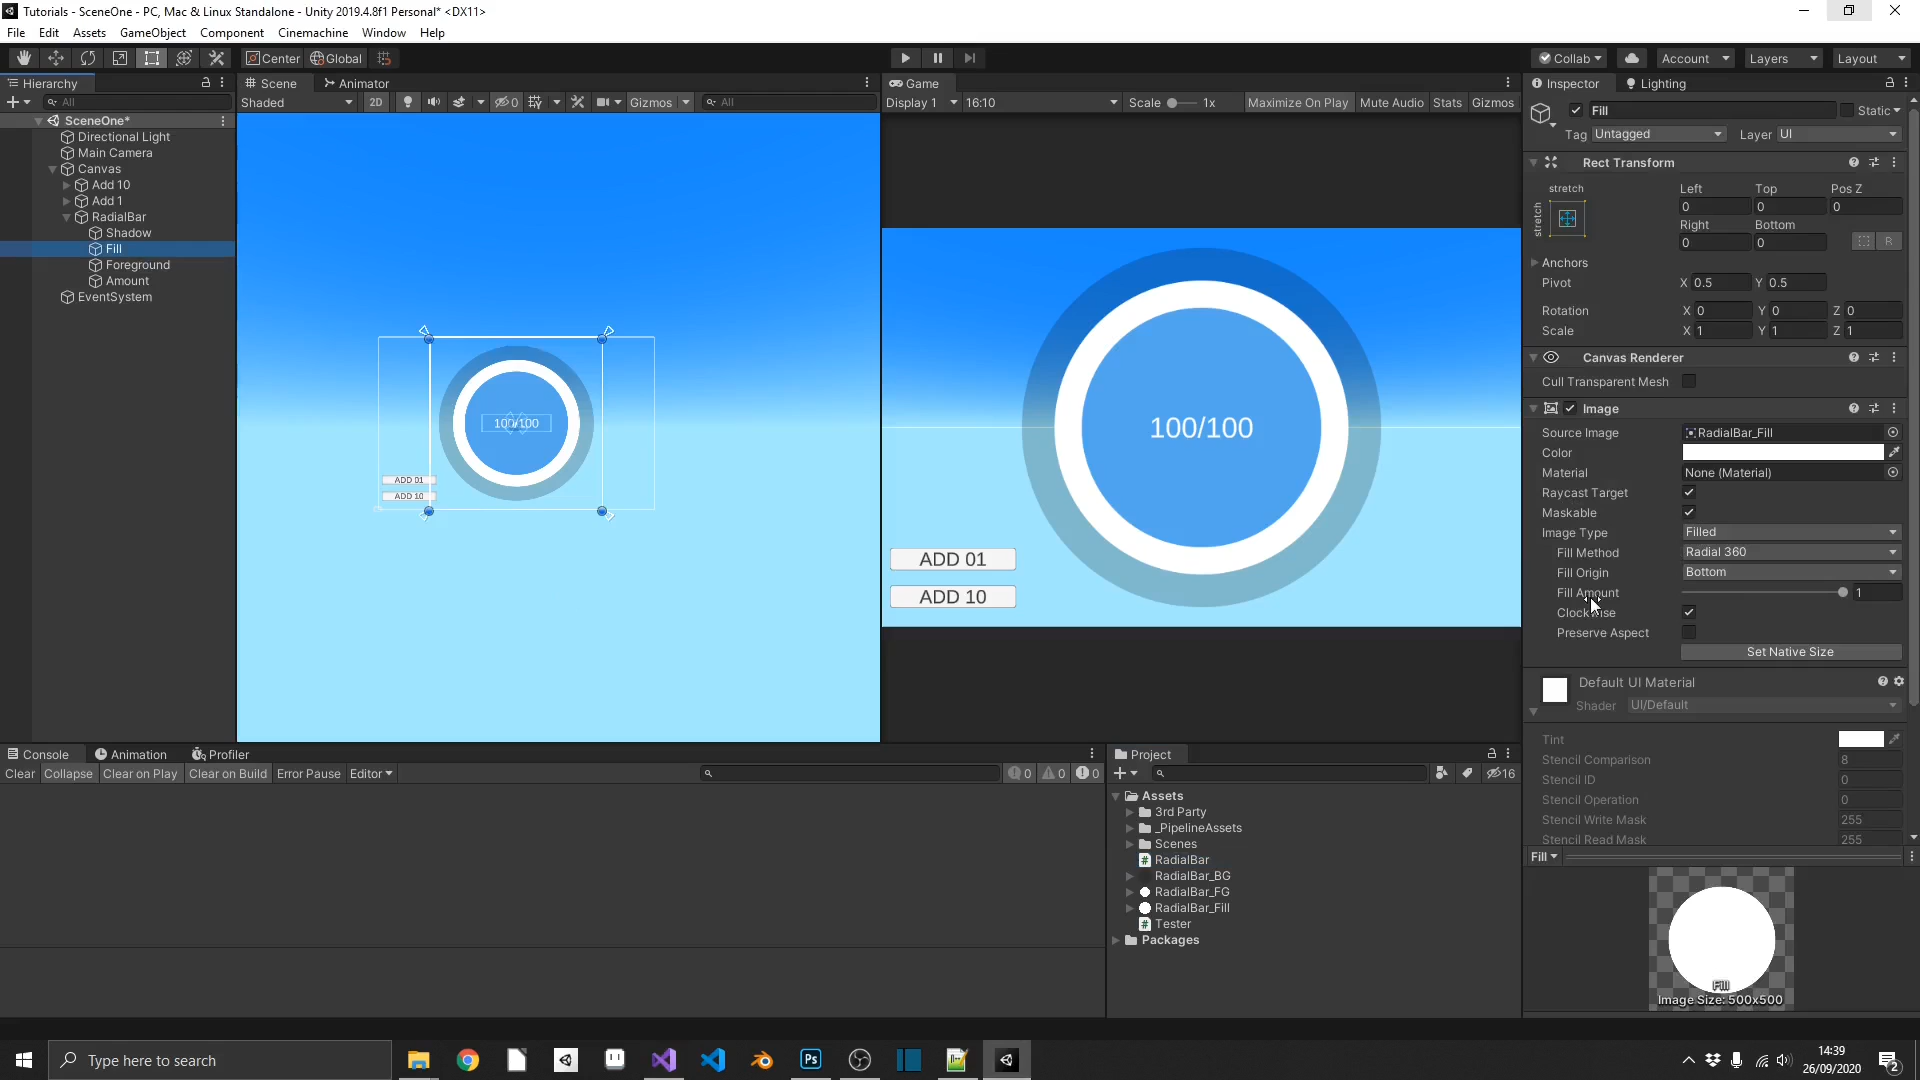 Tutorials - SceneOne - PC, Mac & Linux Standalone - Unity 2019.4.8f1 Personal* <DX11>
File Edit Assets GameObject Component Cinemachine Window Help
Center Global Collab Account Layers Layout
Hierarchy
All
SceneOne*
Directional Light
Main Camera
Canvas
Add 10
Add 1
RadialBar
Shadow
Fill
Foreground
Amount
EventSystem
Scene Animator
Shaded 2D 0 Gizmos All
100/100
ADD 01
ADD 10
Game
Display 1 16:10 Scale 1x Maximize On Play Mute Audio Stats Gizmos
100/100
ADD 01
ADD 10
Inspector Lighting
Fill Static
Tag Untagged Layer UI
Rect Transform
stretch
stretch
Left Top Pos Z
0 0 0
Right Bottom
0 0 R
Anchors
Pivot X 0.5 Y 0.5
Rotation X 0 Y 0 Z 0
Scale X 1 Y 1 Z 1
Canvas Renderer
Cull Transparent Mesh
Image
Source Image RadialBar_Fill
Color
Material None (Material)
Raycast Target
Maskable
Image Type Filled
Fill Method Radial 360
Fill Origin Bottom
Fill Amount 1
Clockwise
Preserve Aspect
Set Native Size
Default UI Material
Shader UI/Default
Tint
Stencil Comparison 8
Stencil ID 0
Stencil Operation 0
Stencil Write Mask 255
Stencil Read Mask 255
Fill
Fill
Image Size: 500x500
Console Animation Profiler
Clear Collapse Clear on Play Clear on Build Error Pause Editor 0 0 0
Project
16
Assets
3rd Party
_PipelineAssets
Scenes
RadialBar
RadialBar_BG
RadialBar_FG
RadialBar_Fill
Tester
Packages
Type here to search
Ps
14:39
26/09/2020
2